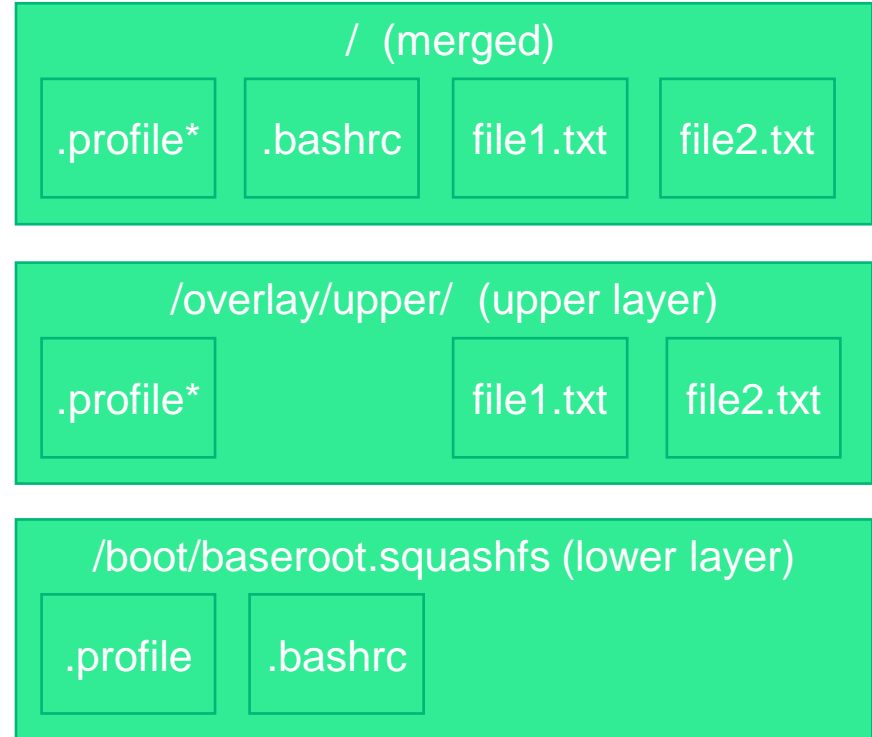 / (merged)
.profile* .bashrc file1.txt file2.txt
/overlay/upper/ (upper layer)
.profile* file1.txt file2.txt
/boot/baseroot.squashfs (lower layer)
.profile .bashrc